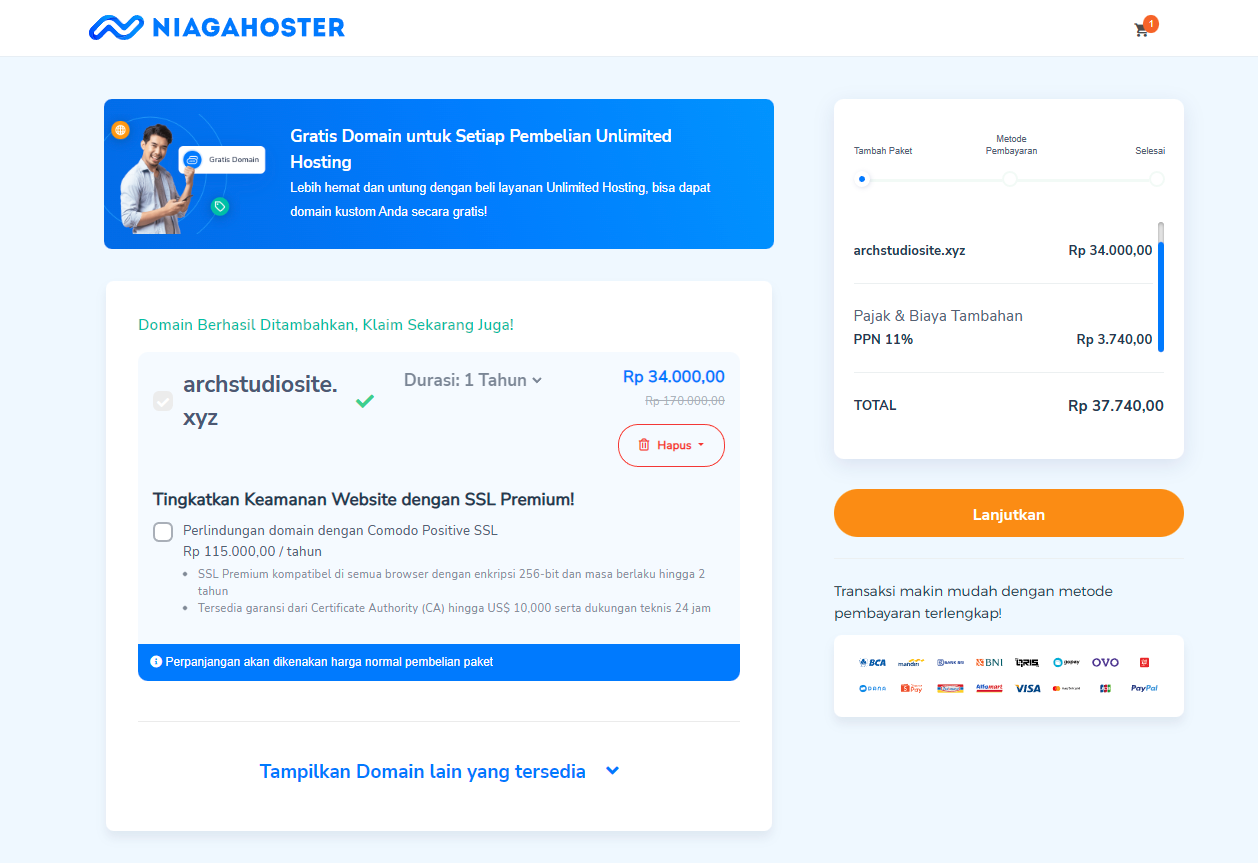 NIAGAHOSTER
1
Gratis Domain
Gratis Domain untuk Setiap Pembelian Unlimited
Hosting
Lebih hemat dan untung dengan beli layanan Unlimited Hosting, bisa dapat
domain kustom Anda secara gratis!
Domain Berhasil Ditambahkan, Klaim Sekarang Juga!
archstudiosite.
xyz
Durasi: 1 Tahun
Rp 34.000,00
Rp 170.000,00
Hapus
Tingkatkan Keamanan Website dengan SSL Premium!
Perlindungan domain dengan Comodo Positive SSL
Rp 115.000,00 / tahun
• SSL Premium kompatibel di semua browser dengan enkripsi 256-bit dan masa berlaku hingga 2
tahun
• Tersedia garansi dari Certificate Authority (CA) hingga US$ 10,000 serta dukungan teknis 24 jam
Perpanjangan akan dikenakan harga normal pembelian paket
Tampilkan Domain lain yang tersedia
Tambah Paket
Metode
Pembayaran
Selesai
archstudiosite.xyz Rp 34.000,00
Pajak & Biaya Tambahan
PPN 11% Rp 3.740,00
TOTAL Rp 37.740,00
Lanjutkan
Transaksi makin mudah dengan metode
pembayaran terlengkap!
BCA mandiri BANK BRI BNI QRIS gopay OVO
DANA Pay Alfamart VISA JCB PayPal